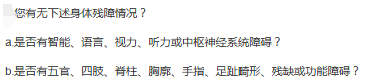 您有无下述身体残障情况？
a.是否有智能、语言、视力、听力或中枢神经系统障碍？
b.是否有五官、四肢、脊柱、胸廓、手指、足趾畸形、残缺或功能障碍？